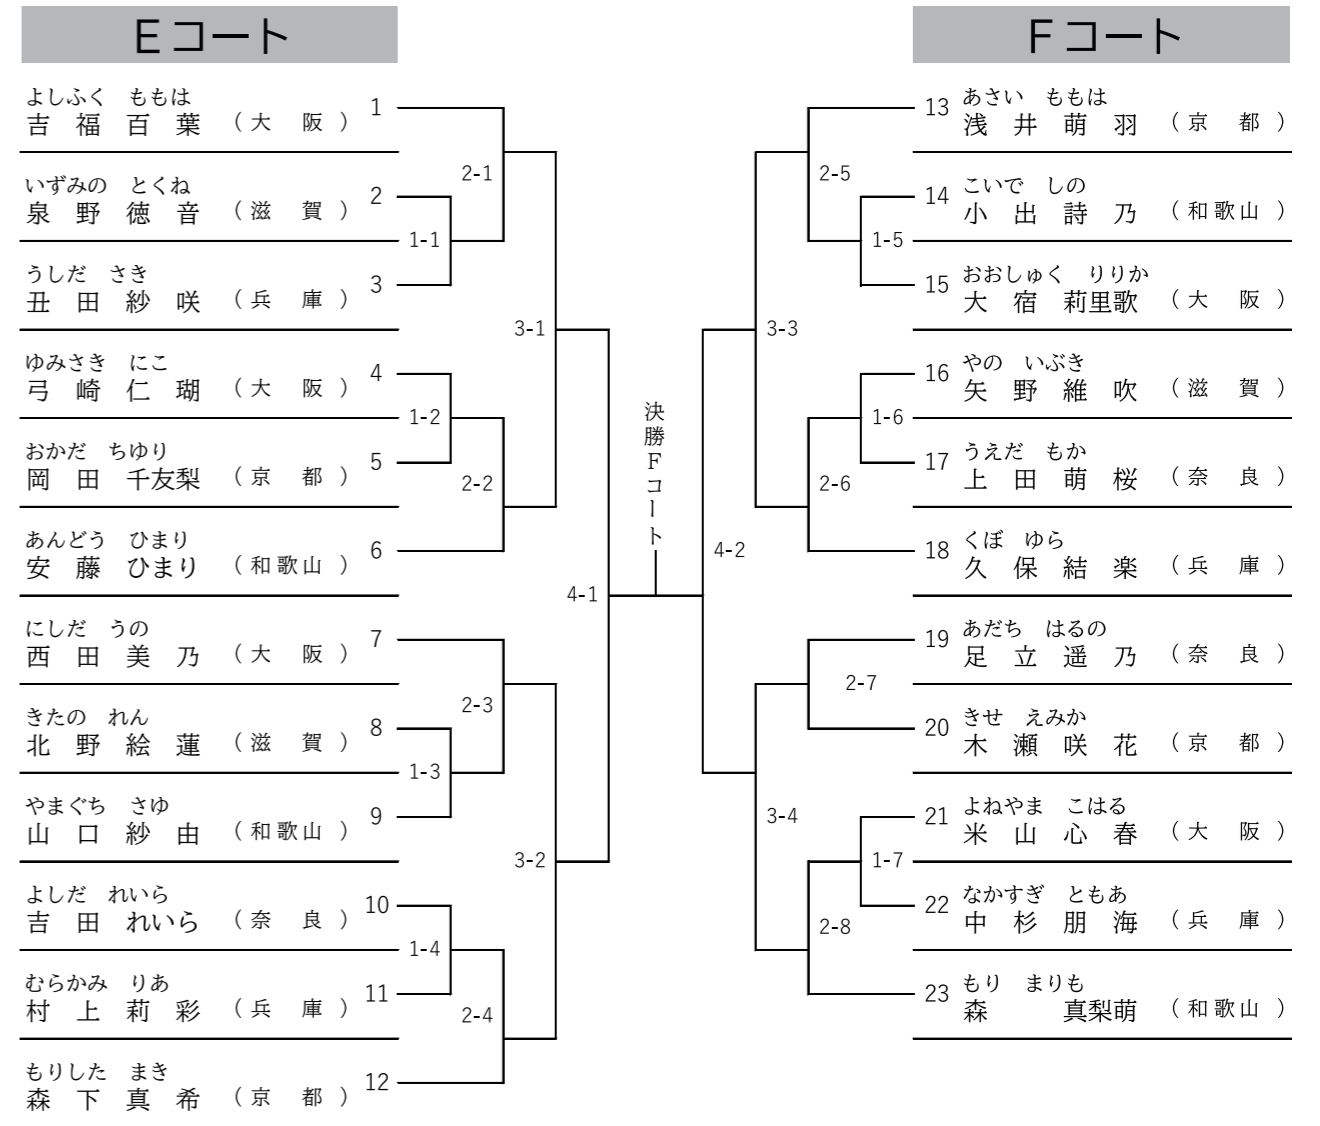 Eコート
よしふく ももは
吉福百葉 (大阪) 1
いずみの とくね
泉野徳音 (滋賀) 2
うしだ さき
丑田紗咲 (兵庫) 3
ゆみさき にこ
弓崎仁瑚 (大阪) 4
おかだ ちゆり
岡田千友梨 (京都) 5
あんどう ひまり
安藤ひまり (和歌山) 6
にしだ うの
西田美乃 (大阪) 7
きたの れん
北野絵蓮 (滋賀) 8
やまぐち さゆ
山口紗由 (和歌山) 9
よしだ れいら
吉田れいら (奈良) 10
むらかみ りあ
村上莉彩 (兵庫) 11
もりした まき
森下真希 (京都) 12
1-1
1-2
1-3
1-4
2-1
2-2
2-3
2-4
3-1
3-2
4-1
決勝Fコート
4-2
3-3
3-4
2-5
2-6
2-7
2-8
1-5
1-6
1-7
Fコート
あさい ももは
13 浅井萌羽 (京都)
こいで しの
14 小出詩乃 (和歌山)
おおしゅく りりか
15 大宿莉里歌 (大阪)
やの いぶき
16 矢野維吹 (滋賀)
うえだ もか
17 上田萌桜 (奈良)
くぼ ゆら
18 久保結楽 (兵庫)
あだち はるの
19 足立遥乃 (奈良)
きせ えみか
20 木瀬咲花 (京都)
よねやま こはる
21 米山心春 (大阪)
なかすぎ ともあ
22 中杉朋海 (兵庫)
もり まりも
23 森 真梨萌 (和歌山)